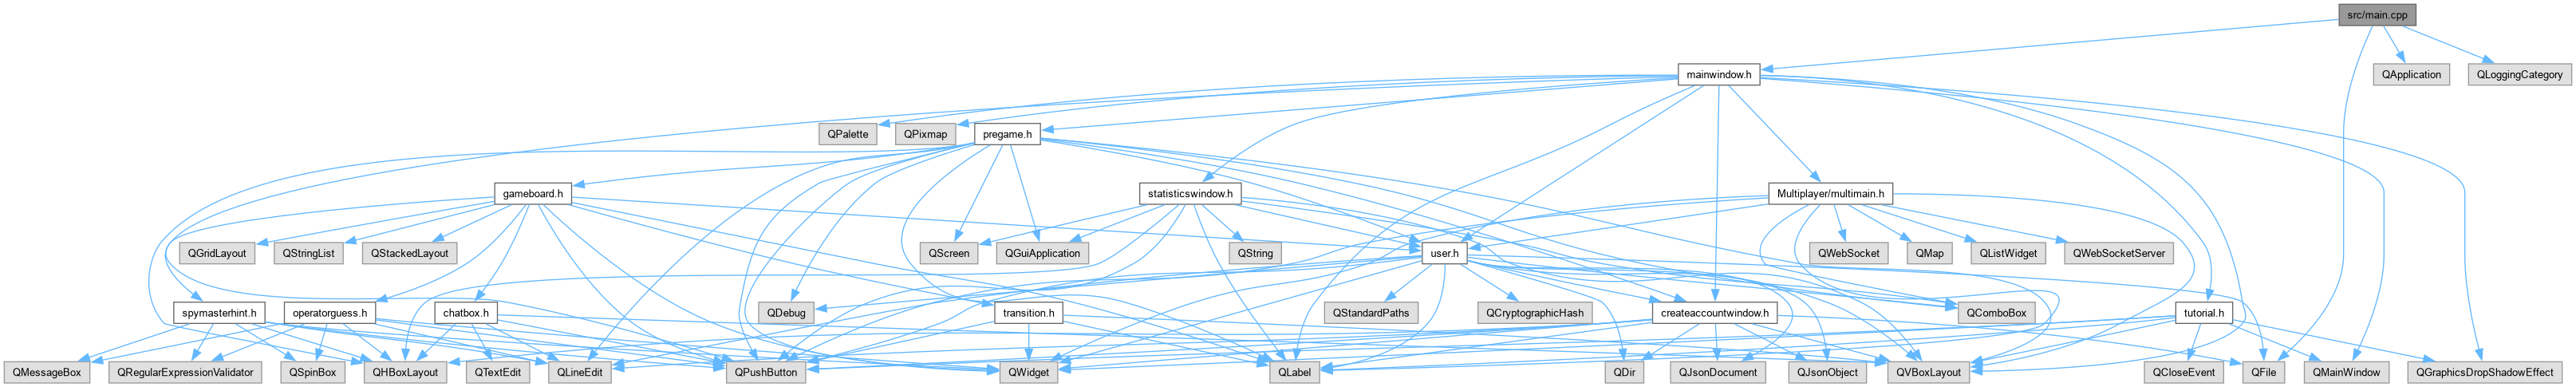 src/main.cpp
mainwindow.h
QApplication
QLoggingCategory
QPalette
QPixmap
pregame.h
gameboard.h
statisticswindow.h
Multiplayer/multimain.h
QGridLayout
QStringList
QStackedLayout
QScreen
QGuiApplication
QString
user.h
QWebSocket
QMap
QListWidget
QWebSocketServer
spymasterhint.h
operatorguess.h
chatbox.h
QDebug
transition.h
QStandardPaths
QCryptographicHash
createaccountwindow.h
QComboBox
tutorial.h
QMessageBox
QRegularExpressionValidator
QSpinBox
QHBoxLayout
QTextEdit
QLineEdit
QPushButton
QWidget
QLabel
QDir
QJsonDocument
QJsonObject
QVBoxLayout
QCloseEvent
QFile
QMainWindow
QGraphicsDropShadowEffect